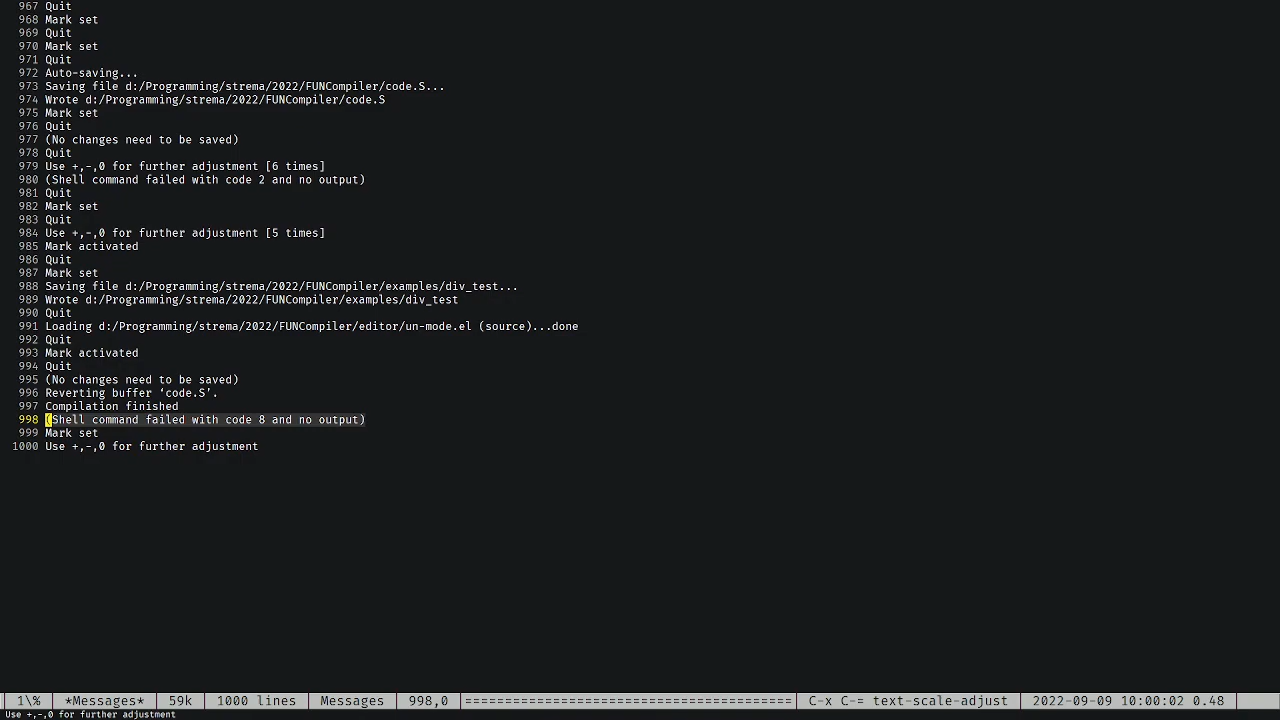 967 Quit
968 Mark set
969 Quit
970 Mark set
971 Quit
972 Auto-saving...
973 Saving file d:/Programming/strema/2022/FUNCompiler/code.S...
974 Wrote d:/Programming/strema/2022/FUNCompiler/code.S
975 Mark set
976 Quit
977 (No changes need to be saved)
978 Quit
979 Use +,-,0 for further adjustment [6 times]
980 (Shell command failed with code 2 and no output)
981 Quit
982 Mark set
983 Quit
984 Use +,-,0 for further adjustment [5 times]
985 Mark activated
986 Quit
987 Mark set
988 Saving file d:/Programming/strema/2022/FUNCompiler/examples/div_test...
989 Wrote d:/Programming/strema/2022/FUNCompiler/examples/div_test
990 Quit
991 Loading d:/Programming/strema/2022/FUNCompiler/editor/un-mode.el (source)...done
992 Quit
993 Mark activated
994 Quit
995 (No changes need to be saved)
996 Reverting buffer ‘code.S’.
997 Compilation finished
998 (Shell command failed with code 8 and no output)
999 Mark set
1000 Use +,-,0 for further adjustment
1\% *Messages* 59k 1000 lines Messages 998,0 ================================================= C-x C-= text-scale-adjust 2022-09-09 10:00:02 0.48
Use +,-,0 for further adjustment